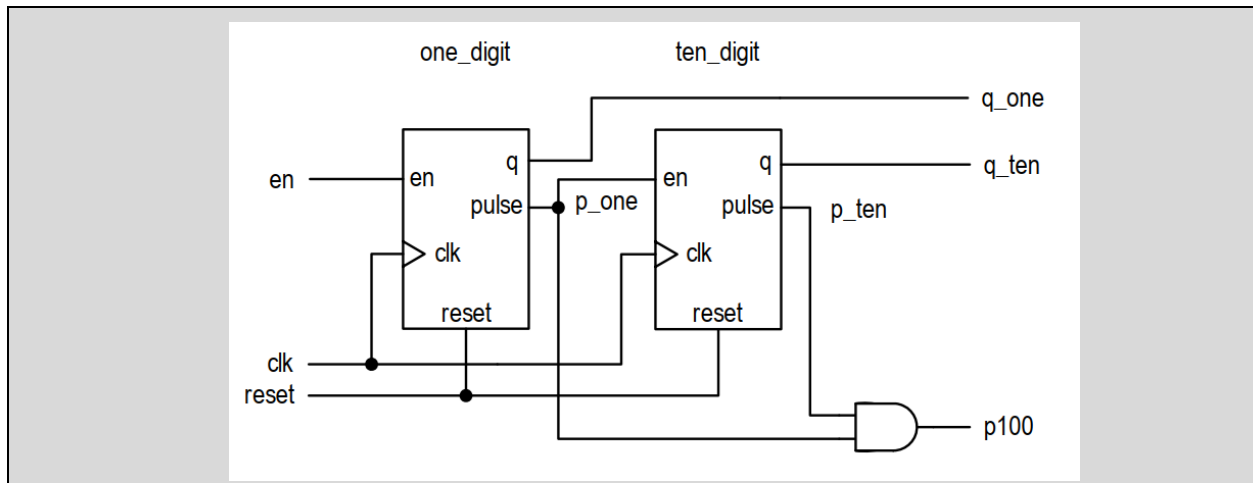 one_digit ten_digit
q_one
q q
en en en q_ten
pulse p_one pulse p_ten
clk clk
reset reset
clk
reset
p100